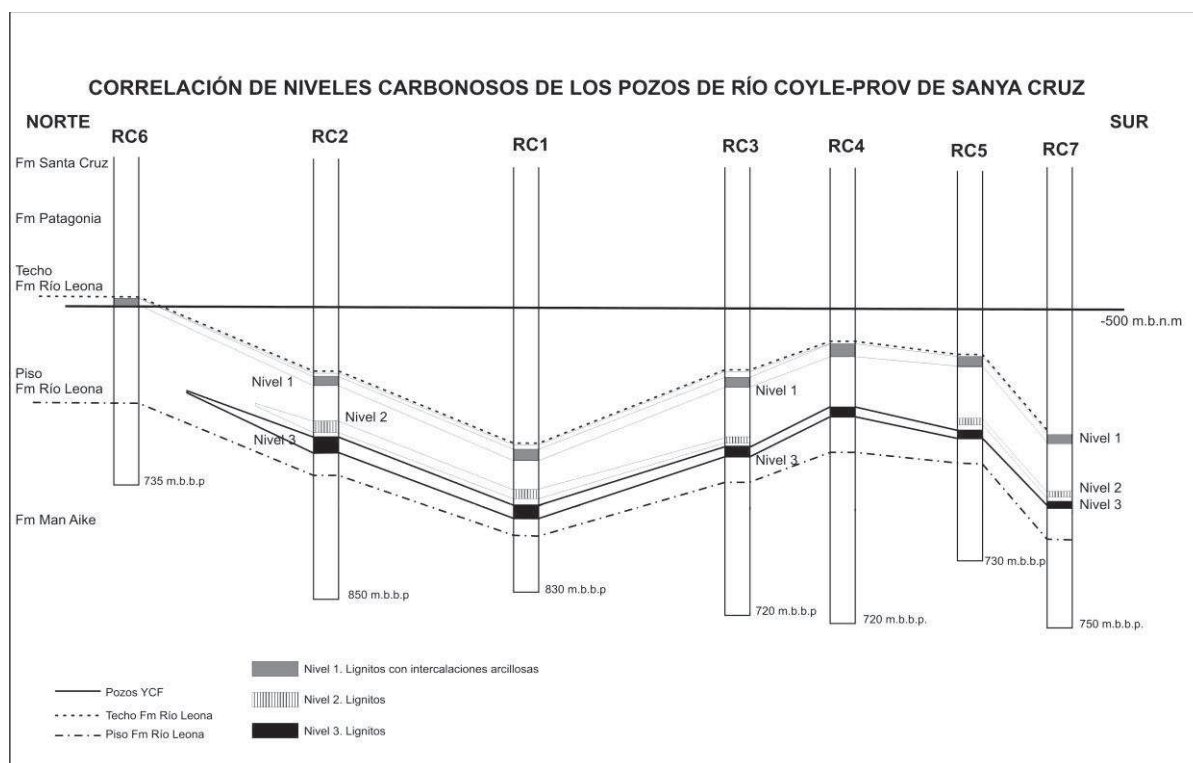 CORRELACIÓN DE NIVELES CARBONOSOS DE LOS POZOS DE RÍO COYLE-PROV DE SANYA CRUZ
NORTE
SUR
RC6
RC2
RC1
RC3
RC4
RC5
RC7
Fm Santa Cruz
Fm Patagonia
Techo
Fm Río Leona
-500 m.b.n.m
Piso
Fm Río Leona
Nivel 1
Nivel 2
Nivel 3
Nivel 1
Nivel 3
Nivel 1
Nivel 2
Nivel 3
735 m.b.b.p
Fm Man Aike
850 m.b.b.p
830 m.b.b.p
720 m.b.b.p
720 m.b.b.p.
730 m.b.b.p
750 m.b.b.p.
Nivel 1. Lignitos con intercalaciones arcillosas
Nivel 2. Lignitos
Nivel 3. Lignitos
Pozos YCF
Techo Fm Río Leona
Piso Fm Río Leona